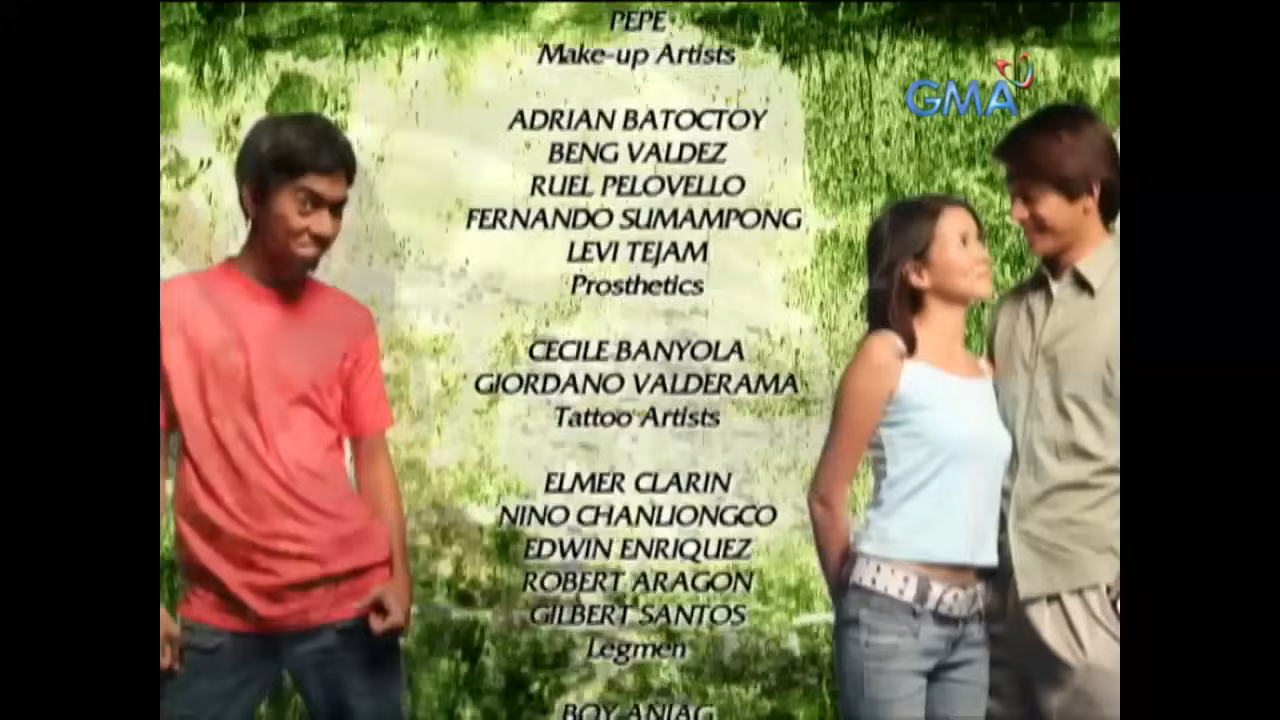 PEPE
Make-up Artists
GMA
ADRIAN BATOCTOY
BENG VALDEZ
RUEL PELOVELLO
FERNANDO SUMAMPONG
LEVI TEJAM
Prosthetics
CECILE BANYOLA
GIORDANO VALDERAMA
Tattoo Artists
ELMER CLARIN
NINO CHANLIONGCO
EDWIN ENRIQUEZ
ROBERT ARAGON
GILBERT SANTOS
Legmen
BOY ANIAG